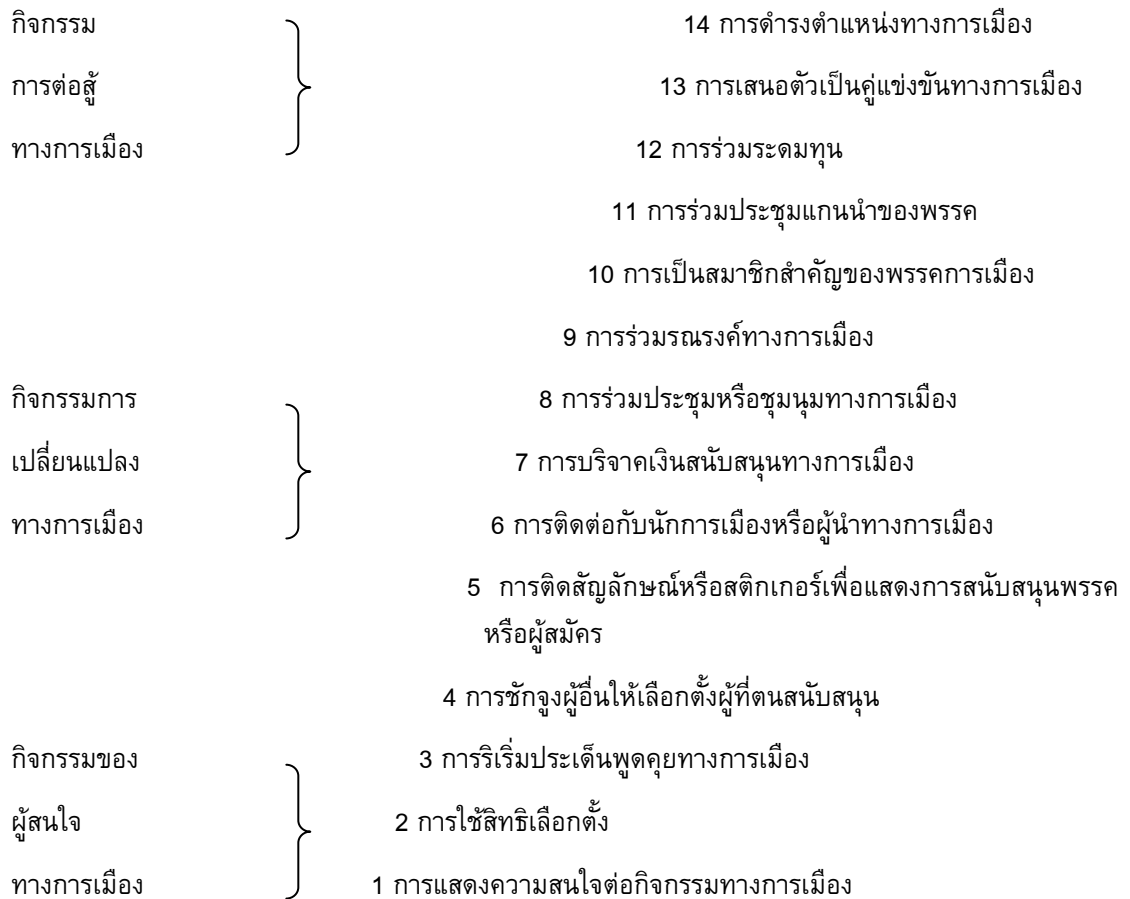 กิจกรรม 14 การดำรงตำแหน่งทางการเมือง
การต่อสู้ 13 การเสนอตัวเป็นคู่แข่งขันทางการเมือง
ทางการเมือง 12 การร่วมระดมทุน
11 การร่วมประชุมแกนนำของพรรค
10 การเป็นสมาชิกสำคัญของพรรคการเมือง
9 การร่วมรณรงค์ทางการเมือง
กิจกรรมการ 8 การร่วมประชุมหรือชุมนุมทางการเมือง
เปลี่ยนแปลง 7 การบริจาคเงินสนับสนุนทางการเมือง
ทางการเมือง 6 การติดต่อกับนักการเมืองหรือผู้นำทางการเมือง
5 การติดสัญลักษณ์หรือสติกเกอร์เพื่อแสดงการสนับสนุนพรรค
หรือผู้สมัคร
4 การชักจูงผู้อื่นให้เลือกตั้งผู้ที่ตนสนับสนุน
กิจกรรมของ 3 การริเริ่มประเด็นพูดคุยทางการเมือง
ผู้สนใจ 2 การใช้สิทธิเลือกตั้ง
ทางการเมือง 1 การแสดงความสนใจต่อกิจกรรมทางการเมือง